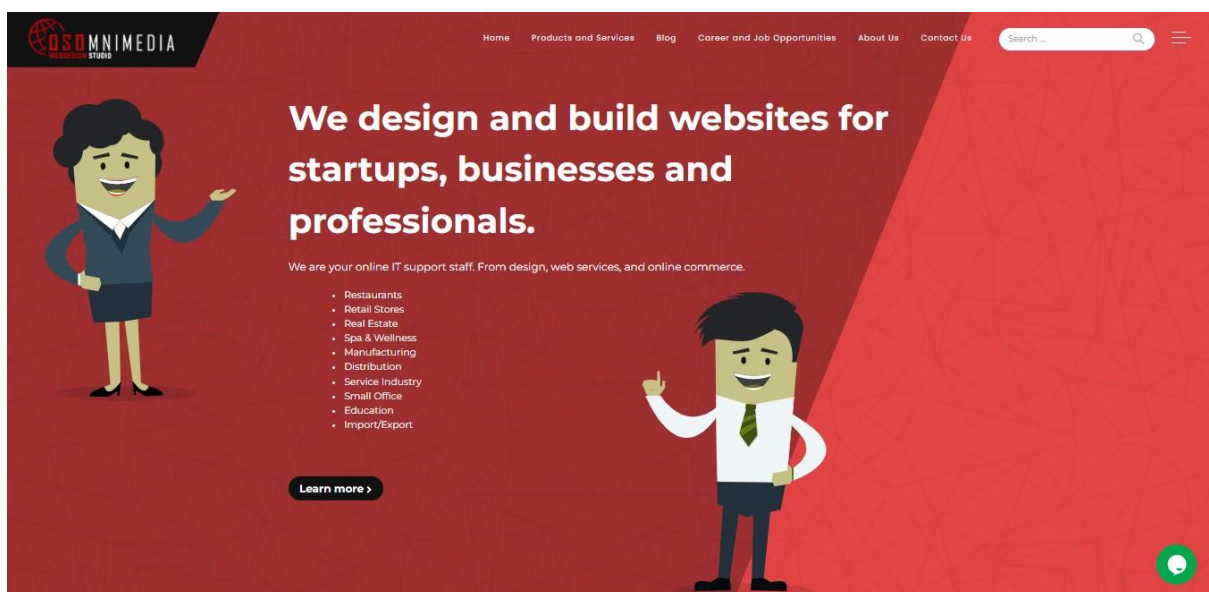 OSOMNIMEDIA
WEBDESIGN STUDIO
Home Products and Services Blog Career and Job Opportunities About Us Contact Us Search ...
We design and build websites for
startups, businesses and
professionals.
We are your online IT support staff. From design, web services, and online commerce.
• Restaurants
• Retail Stores
• Real Estate
• Spa & Wellness
• Manufacturing
• Distribution
• Service Industry
• Small Office
• Education
• Import/Export
Learn more >